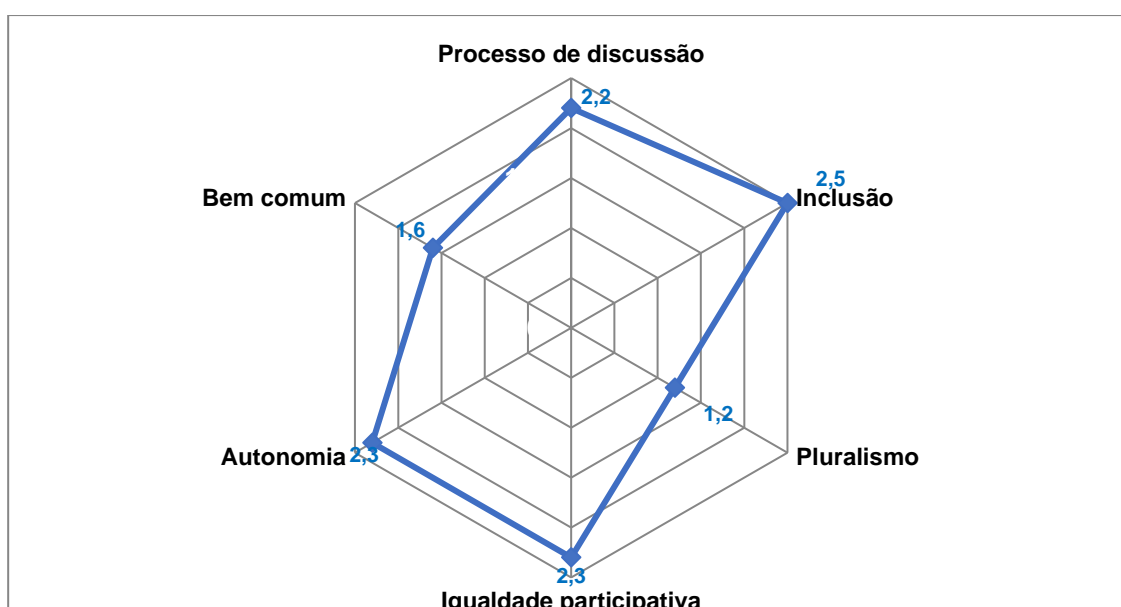 Processo de discussão
2,2
2,5
Inclusão
Bem comum
1,6
1,2
Autonomia
2,3
Pluralismo
2,3
Igualdade participativa